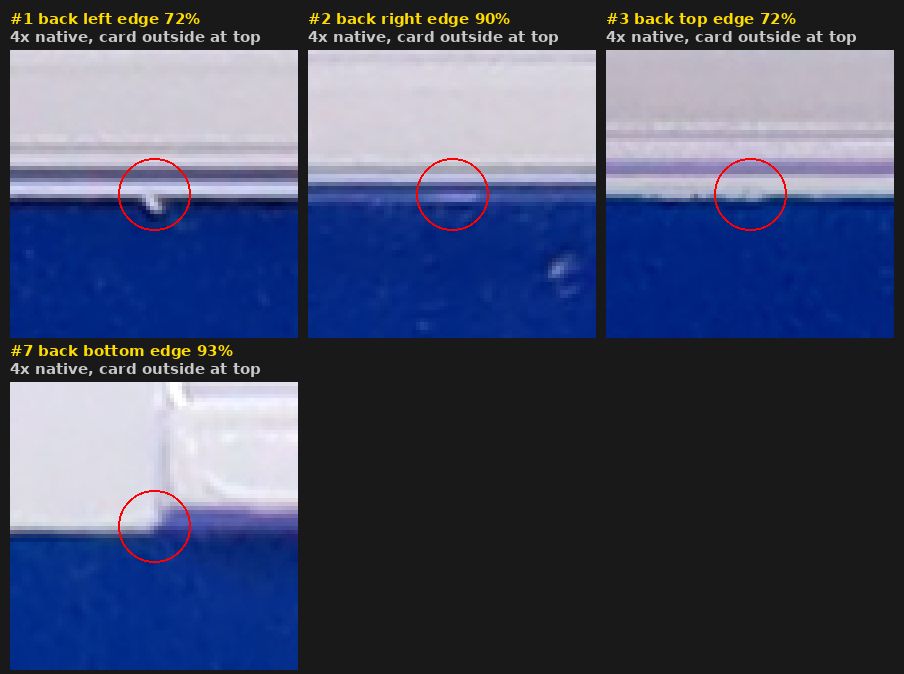 #1 back left edge 72%
4x native, card outside at top
#2 back right edge 90%
4x native, card outside at top
#3 back top edge 72%
4x native, card outside at top
#7 back bottom edge 93%
4x native, card outside at top